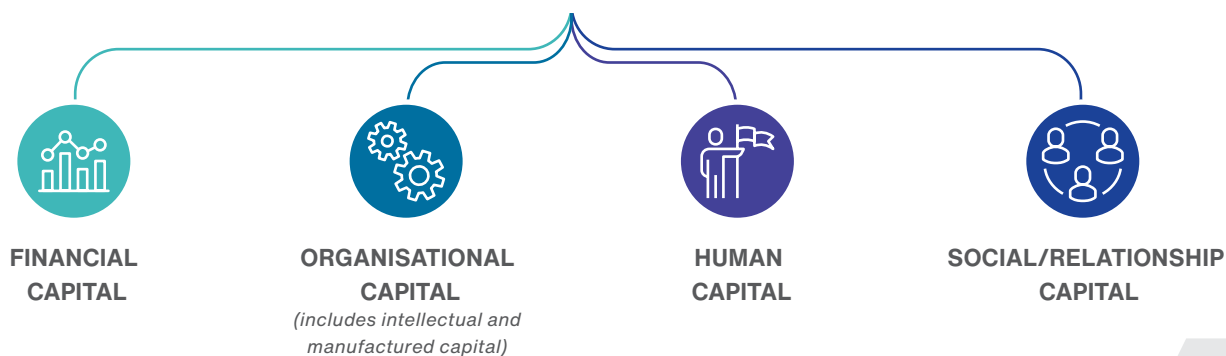 FINANCIAL
CAPITAL
ORGANISATIONAL
CAPITAL
(includes intellectual and
manufactured capital)
HUMAN
CAPITAL
SOCIAL/RELATIONSHIP
CAPITAL